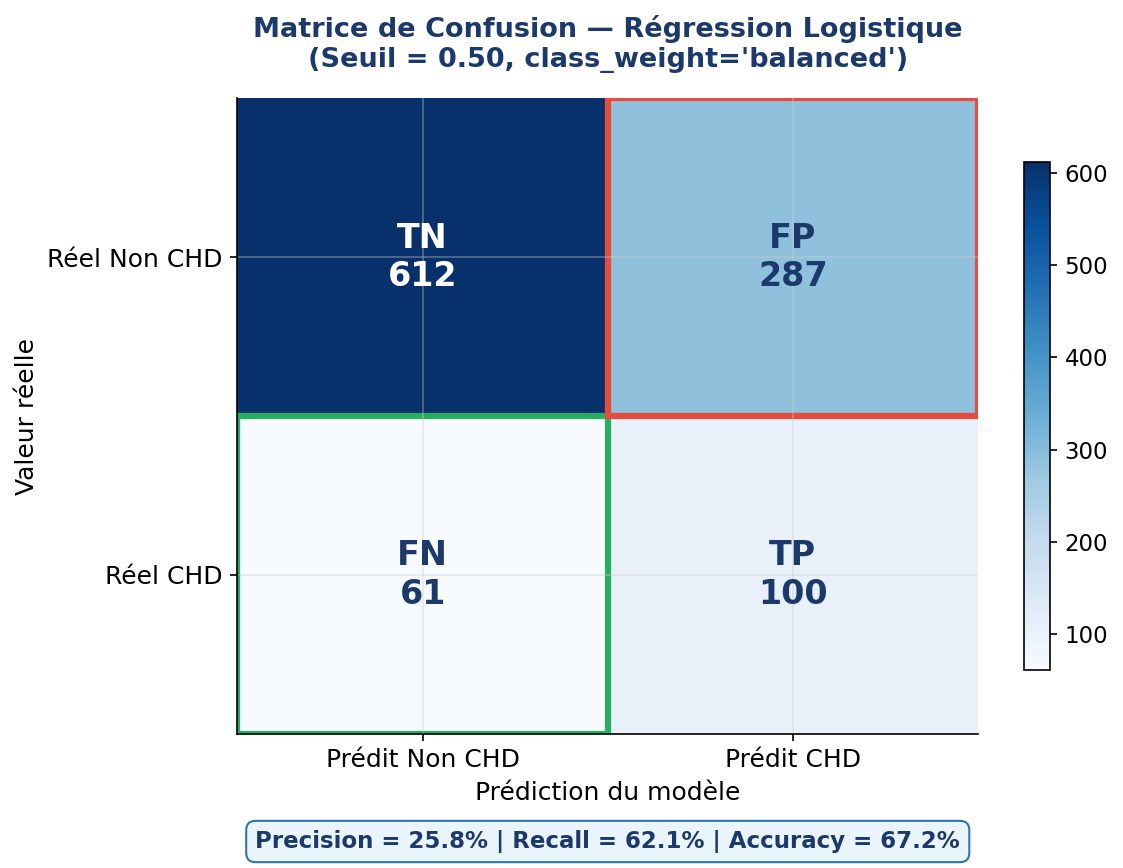 Matrice de Confusion — Régression Logistique
(Seuil = 0.50, class_weight='balanced')
TN
612
FP
287
Réel Non CHD
FN
61
TP
100
Réel CHD
Valeur réelle
Prédit Non CHD
Prédit CHD
Prédiction du modèle
600
500
400
300
200
100
Precision = 25.8% | Recall = 62.1% | Accuracy = 67.2%